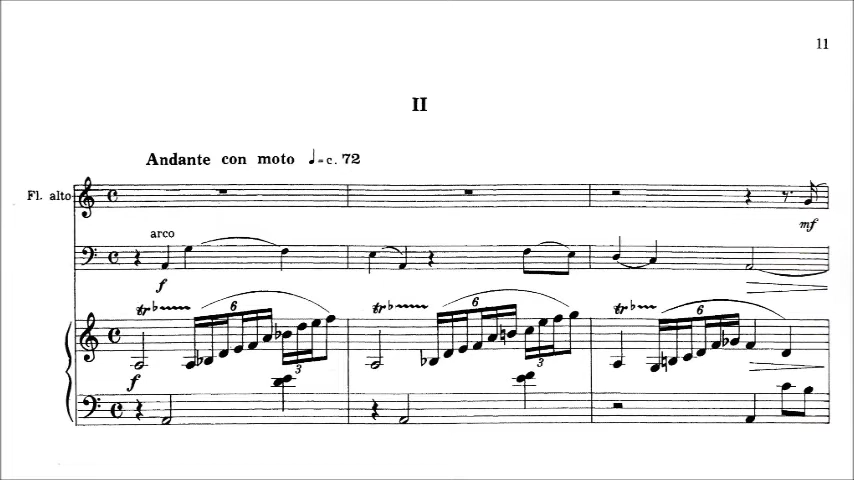 11
II
Andante con moto ♩=c. 72
Fl. alto
mf
arco
f
tr♭ 6 tr♭ 6 tr♭ 6
f 3 3